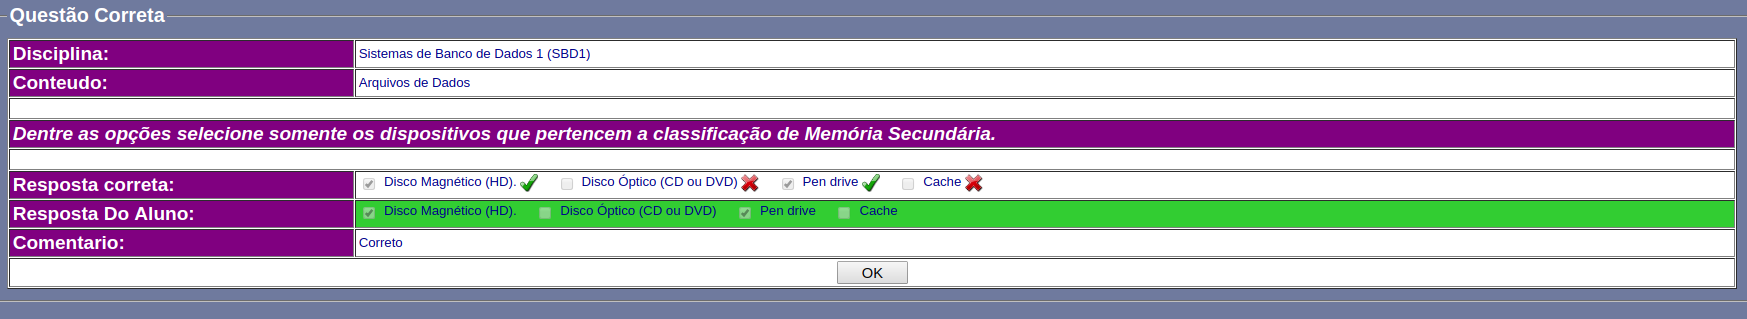 Questão Correta
Disciplina: Sistemas de Banco de Dados 1 (SBD1)
Conteudo: Arquivos de Dados
Dentre as opções selecione somente os dispositivos que pertencem a classificação de Memória Secundária.
Resposta correta: Disco Magnético (HD). Disco Óptico (CD ou DVD) Pen drive Cache
Resposta Do Aluno: Disco Magnético (HD). Disco Óptico (CD ou DVD) Pen drive Cache
Comentario: Correto
OK